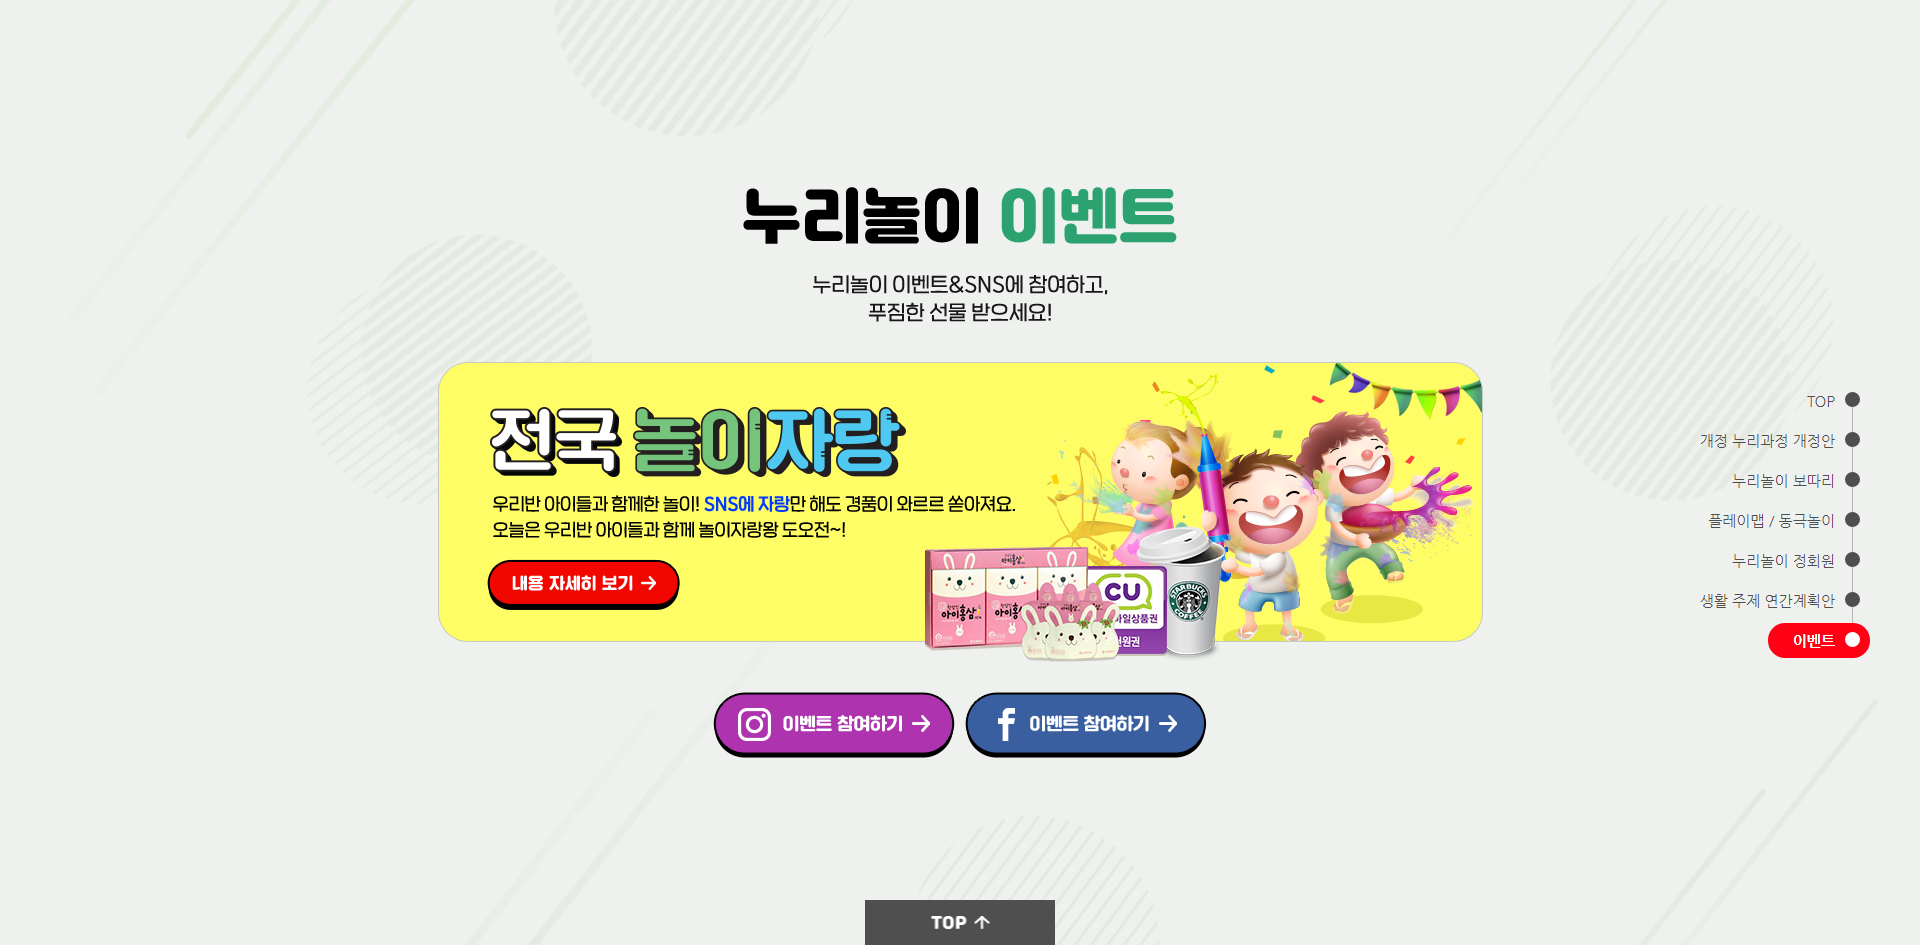 누리놀이 이벤트
누리놀이 이벤트&SNS에 참여하고,
푸짐한 선물 받으세요!
전국 놀이자랑
우리반 아이들과 함께한 놀이! SNS에 자랑만 해도 경품이 와르르 쏟아져요.
오늘은 우리반 아이들과 함께 놀이자랑왕 도오전~!
내용 자세히 보기
아이홍삼
아이홍삼
CU
STARBUCKS
COFFEE
이벤트 참여하기
이벤트 참여하기
TOP
개정 누리과정 개정안
누리놀이 보따리
플레이맵 / 동극놀이
누리놀이 정회원
생활 주제 연간계획안
이벤트
TOP